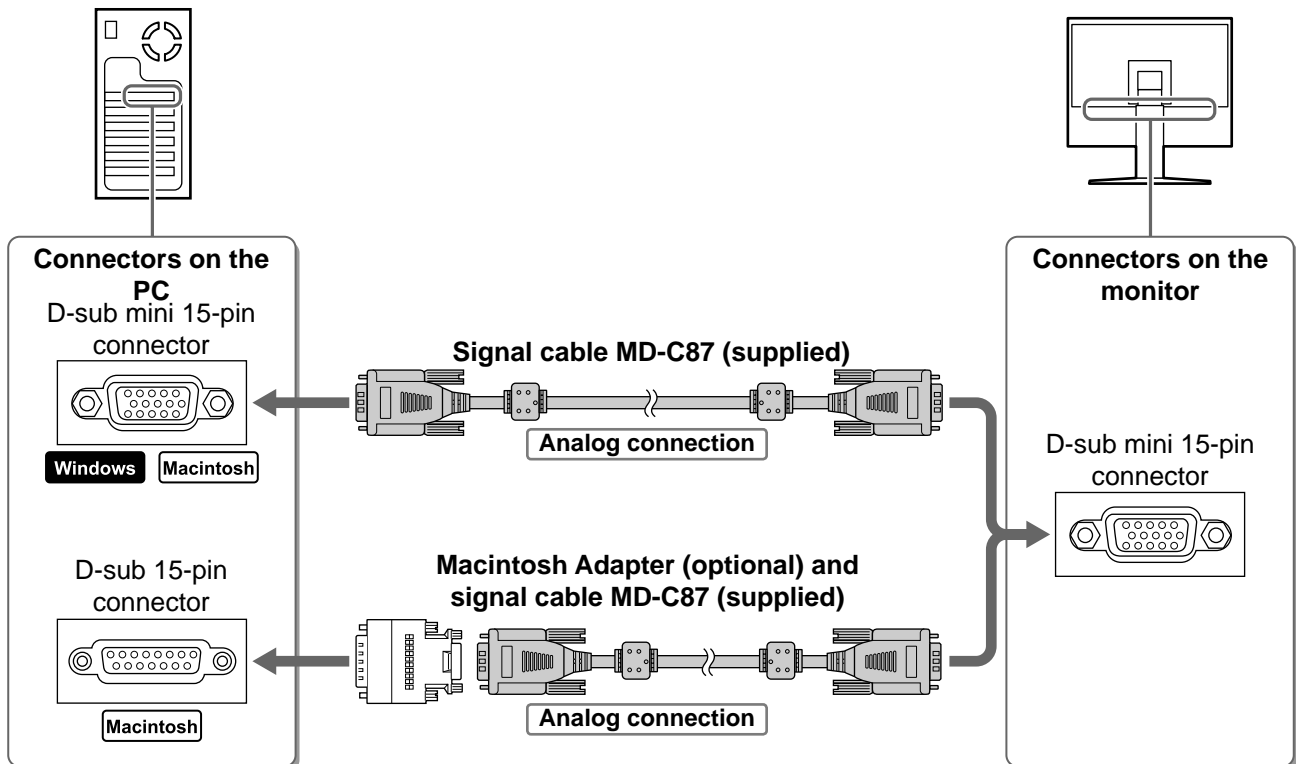 Connectors on the
PC
D-sub mini 15-pin
connector
Windows Macintosh
D-sub 15-pin
connector
Macintosh
Signal cable MD-C87 (supplied)
Analog connection
Macintosh Adapter (optional) and
signal cable MD-C87 (supplied)
Analog connection
Connectors on the
monitor
D-sub mini 15-pin
connector